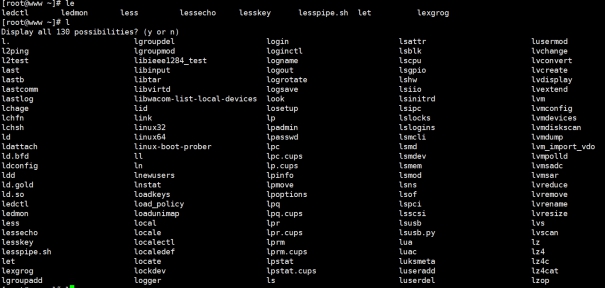 [root@www ~]# le
ledctl ledmon less lessecho lesskey lesspipe.sh let lexgrog
[root@www ~]# l
Display all 130 possibilities? (y or n)
l. lgroupdel login lsattr lusermod
l2ping lgroupmod loginctl lsblk lvchange
l2test libieee1284_test logname lscpu lvconvert
last libinput logout lsgpio lvcreate
lastb libtar logrotate lshw lvdisplay
lastcomm libvirtd logsave lsiio lvextend
lastlog libwacom-list-local-devices look lsinitrd lvm
lchage lid losetup lsipc lvmconfig
lchfn link lp lslocks lvmdevices
lchsh linux32 lpadmin lslogins lvmdiskscan
ld linux64 lpasswd lsmcli lvmdump
ldattach linux-boot-prober lpc lsmd lvm_import_vdo
ld.bfd ll lpc.cups lsmdev lvmpolld
ldconfig ln lp.cups lsmem lvmsadc
ldd lnewusers lpinfo lsmod lvmsar
ld.gold lnstat lpmove lsns lvreduce
ld.so loadkeys lpoptions lsof lvremove
ledctl load_policy lpq lspci lvrename
ledmon loadunimap lpq.cups lsscsi lvresize
less local lpr lsusb lvs
lessecho locale lpr.cups lsusb.py lvscan
lesskey localectl lprm lua lz
lesspipe.sh localedef lprm.cups luac lz4
let locate lpstat luksmeta lz4c
lexgrog lockdev lpstat.cups luseradd lz4cat
lgroupadd logger ls luserdel lzop